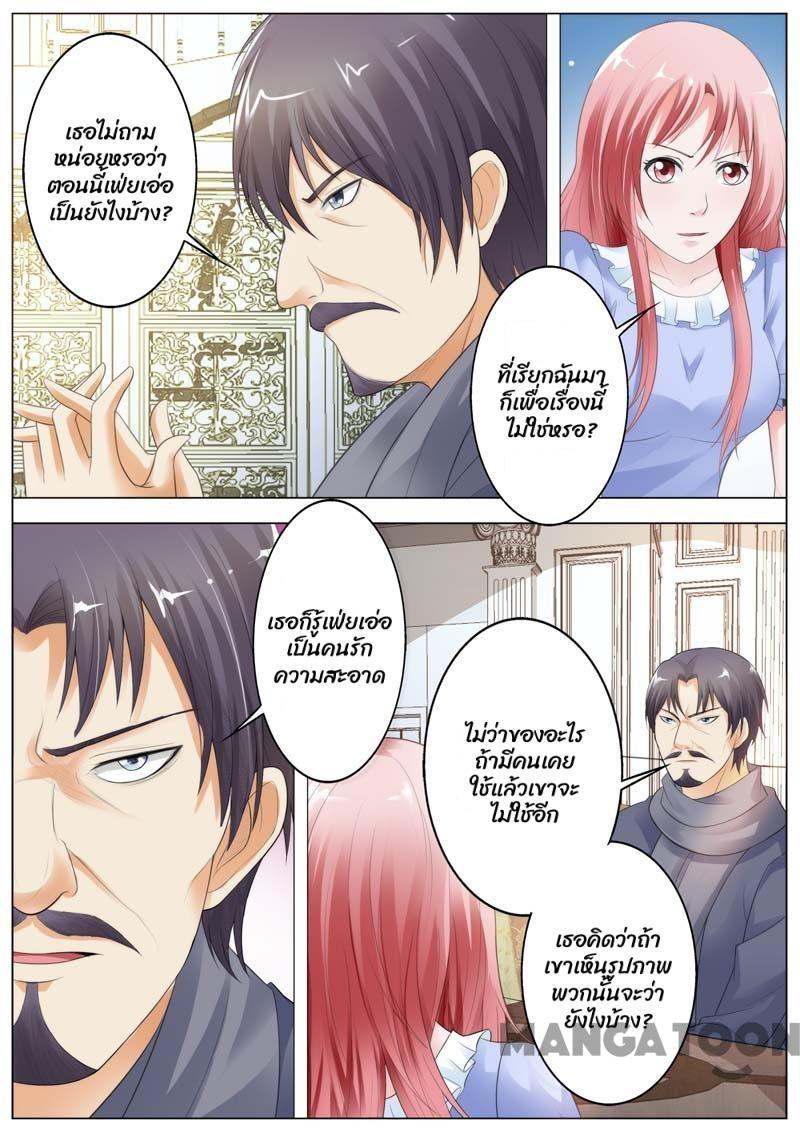 เธอไม่ถาม
หน่อยหรอว่า
ตอนนี้เฟ่ยเอ่อ
เป็นยังไงบ้าง?
ที่เรียกฉันมา
ก็เพื่อเรื่องนี้
ไม่ใช่หรอ?
เธอก็รู้เฟ่ยเอ่อ
เป็นคนรัก
ความสะอาด
ไม่ว่าของอะไร
ถ้ามีคนเคย
ใช้แล้วเขาจะ
ไม่ใช้อีก
เธอคิดว่าถ้า
เขาเห็นรูปภาพ
พวกนั้นจะว่า
ยังไงบ้าง?
MANGATOON